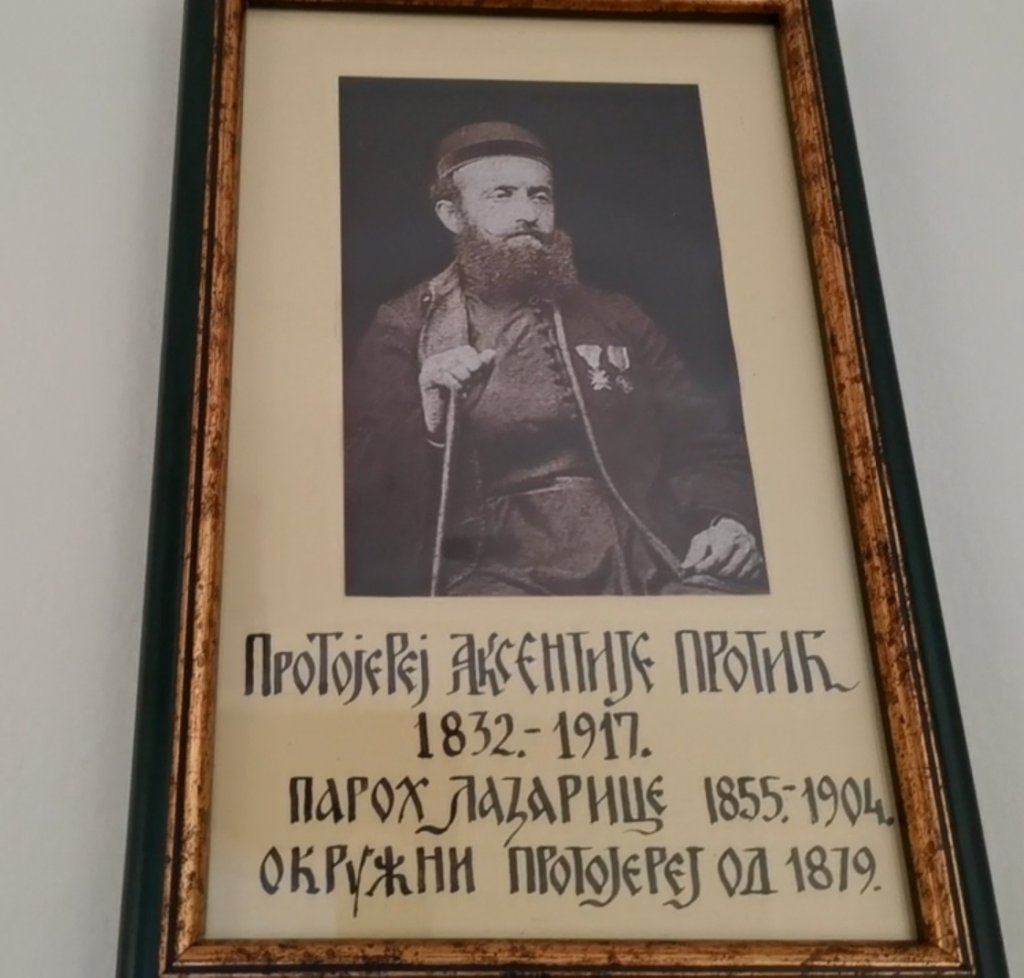 Протојереј Аксентије Протић
1832.-1917.
Парох Лазарице 1855.-1904.
Окружни протојереј од 1879.